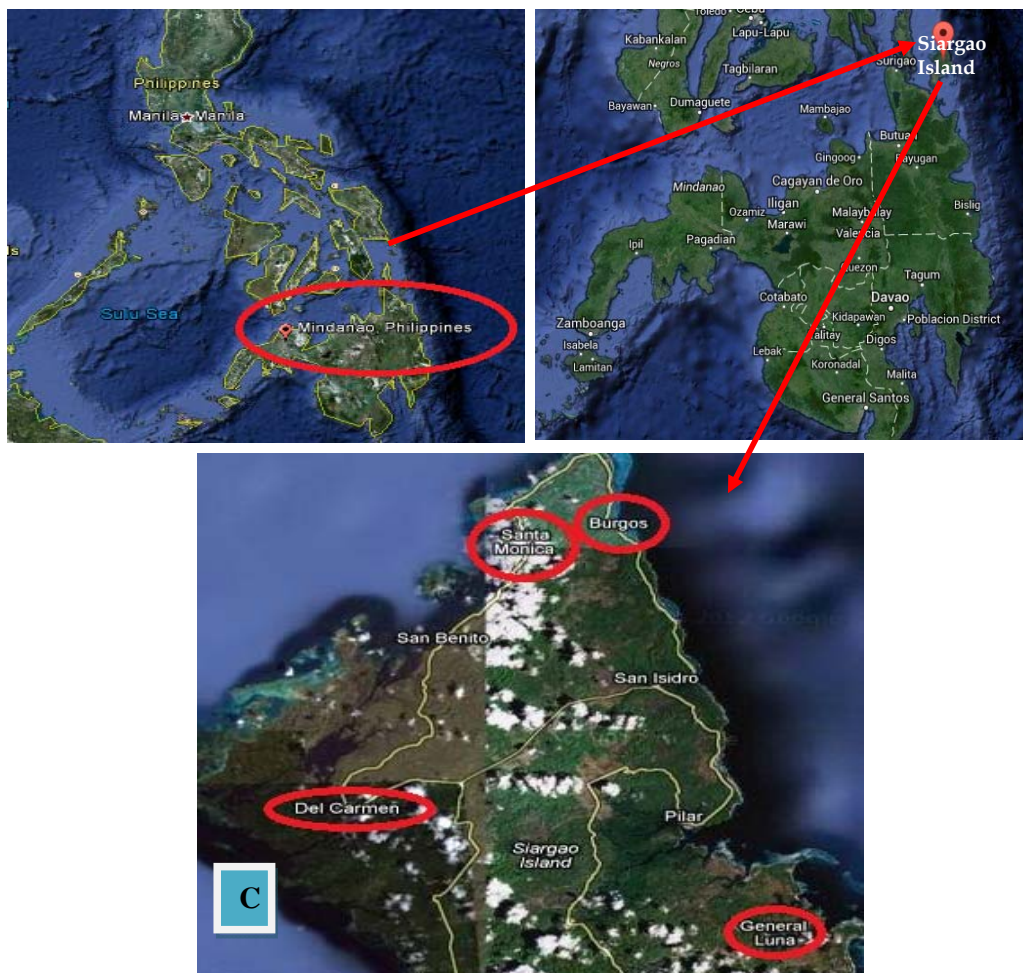 Philippines
Manila Manila
ls
Sulu Sea
Mindanao, Philippines
Toledo Cebu
Lapu-Lapu
Kabankalan
Negros
Tagbilaran
Siargao
Island
Surigao
Bayawan
Dumaguete
Mambajao
Butuan
Gingoog
Bayugan
Mindanao
Cagayan de Oro
Iligan
Ozamiz
Marawi
Malaybalay
Bislig
Valencia
Ipil
Pagadian
Quezon
Tagum
Cotabato
Davao
Zamboanga
Kidapawan
Poblacion District
Isabela
Talitay
Digos
Lebak
Lamitan
Koronadal
Malita
General Santos
Santa
Monica
Burgos
San Benito
San Isidro
Del Carmen
Pilar
Siargao
Island
C
General
Luna